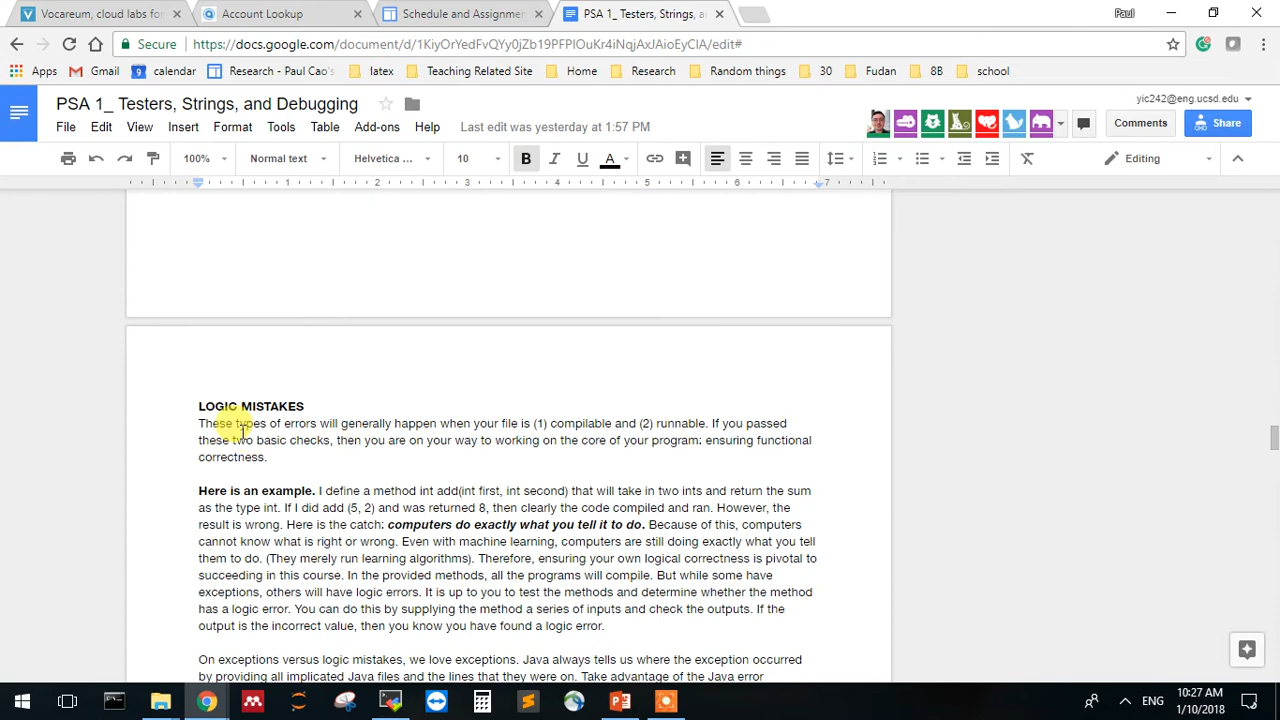 Vocareum, cloud labs for
Account Lookup
Schedule and Assignme
PSA 1_ Testers, Strings, a
Paul
Secure
https://docs.google.com/document/d/1KiyOrYedFvQYy0jZb19PFPlOuKr4iNqjAxJAioEyClA/edit#
Apps
Gmail
9
calendar
Research - Paul Cao's
latex
Teaching Related Site
Home
Research
Random things
30
Fudan
8B
school
PSA 1_ Testers, Strings, and Debugging
yic242@eng.ucsd.edu
File Edit View Insert Format Tools Table Add-ons Help
Last edit was yesterday at 1:57 PM
Comments
Share
100%
Normal text
Helvetica ...
10
B I U A
Editing
1 2 3 4 5 6 7
LOGIC MISTAKES
These types of errors will generally happen when your file is (1) compilable and (2) runnable. If you passed
these two basic checks, then you are on your way to working on the core of your program: ensuring functional
correctness.
Here is an example. I define a method int add(int first, int second) that will take in two ints and return the sum
as the type int. If I did add (5, 2) and was returned 8, then clearly the code compiled and ran. However, the
result is wrong. Here is the catch: computers do exactly what you tell it to do. Because of this, computers
cannot know what is right or wrong. Even with machine learning, computers are still doing exactly what you tell
them to do. (They merely run learning algorithms). Therefore, ensuring your own logical correctness is pivotal to
succeeding in this course. In the provided methods, all the programs will compile. But while some have
exceptions, others will have logic errors. It is up to you to test the methods and determine whether the method
has a logic error. You can do this by supplying the method a series of inputs and check the outputs. If the
output is the incorrect value, then you know you have found a logic error.
On exceptions versus logic mistakes, we love exceptions. Java always tells us where the exception occurred
by providing all implicated Java files and the lines that they were on. Take advantage of the Java error
ENG
10:27 AM
1/10/2018